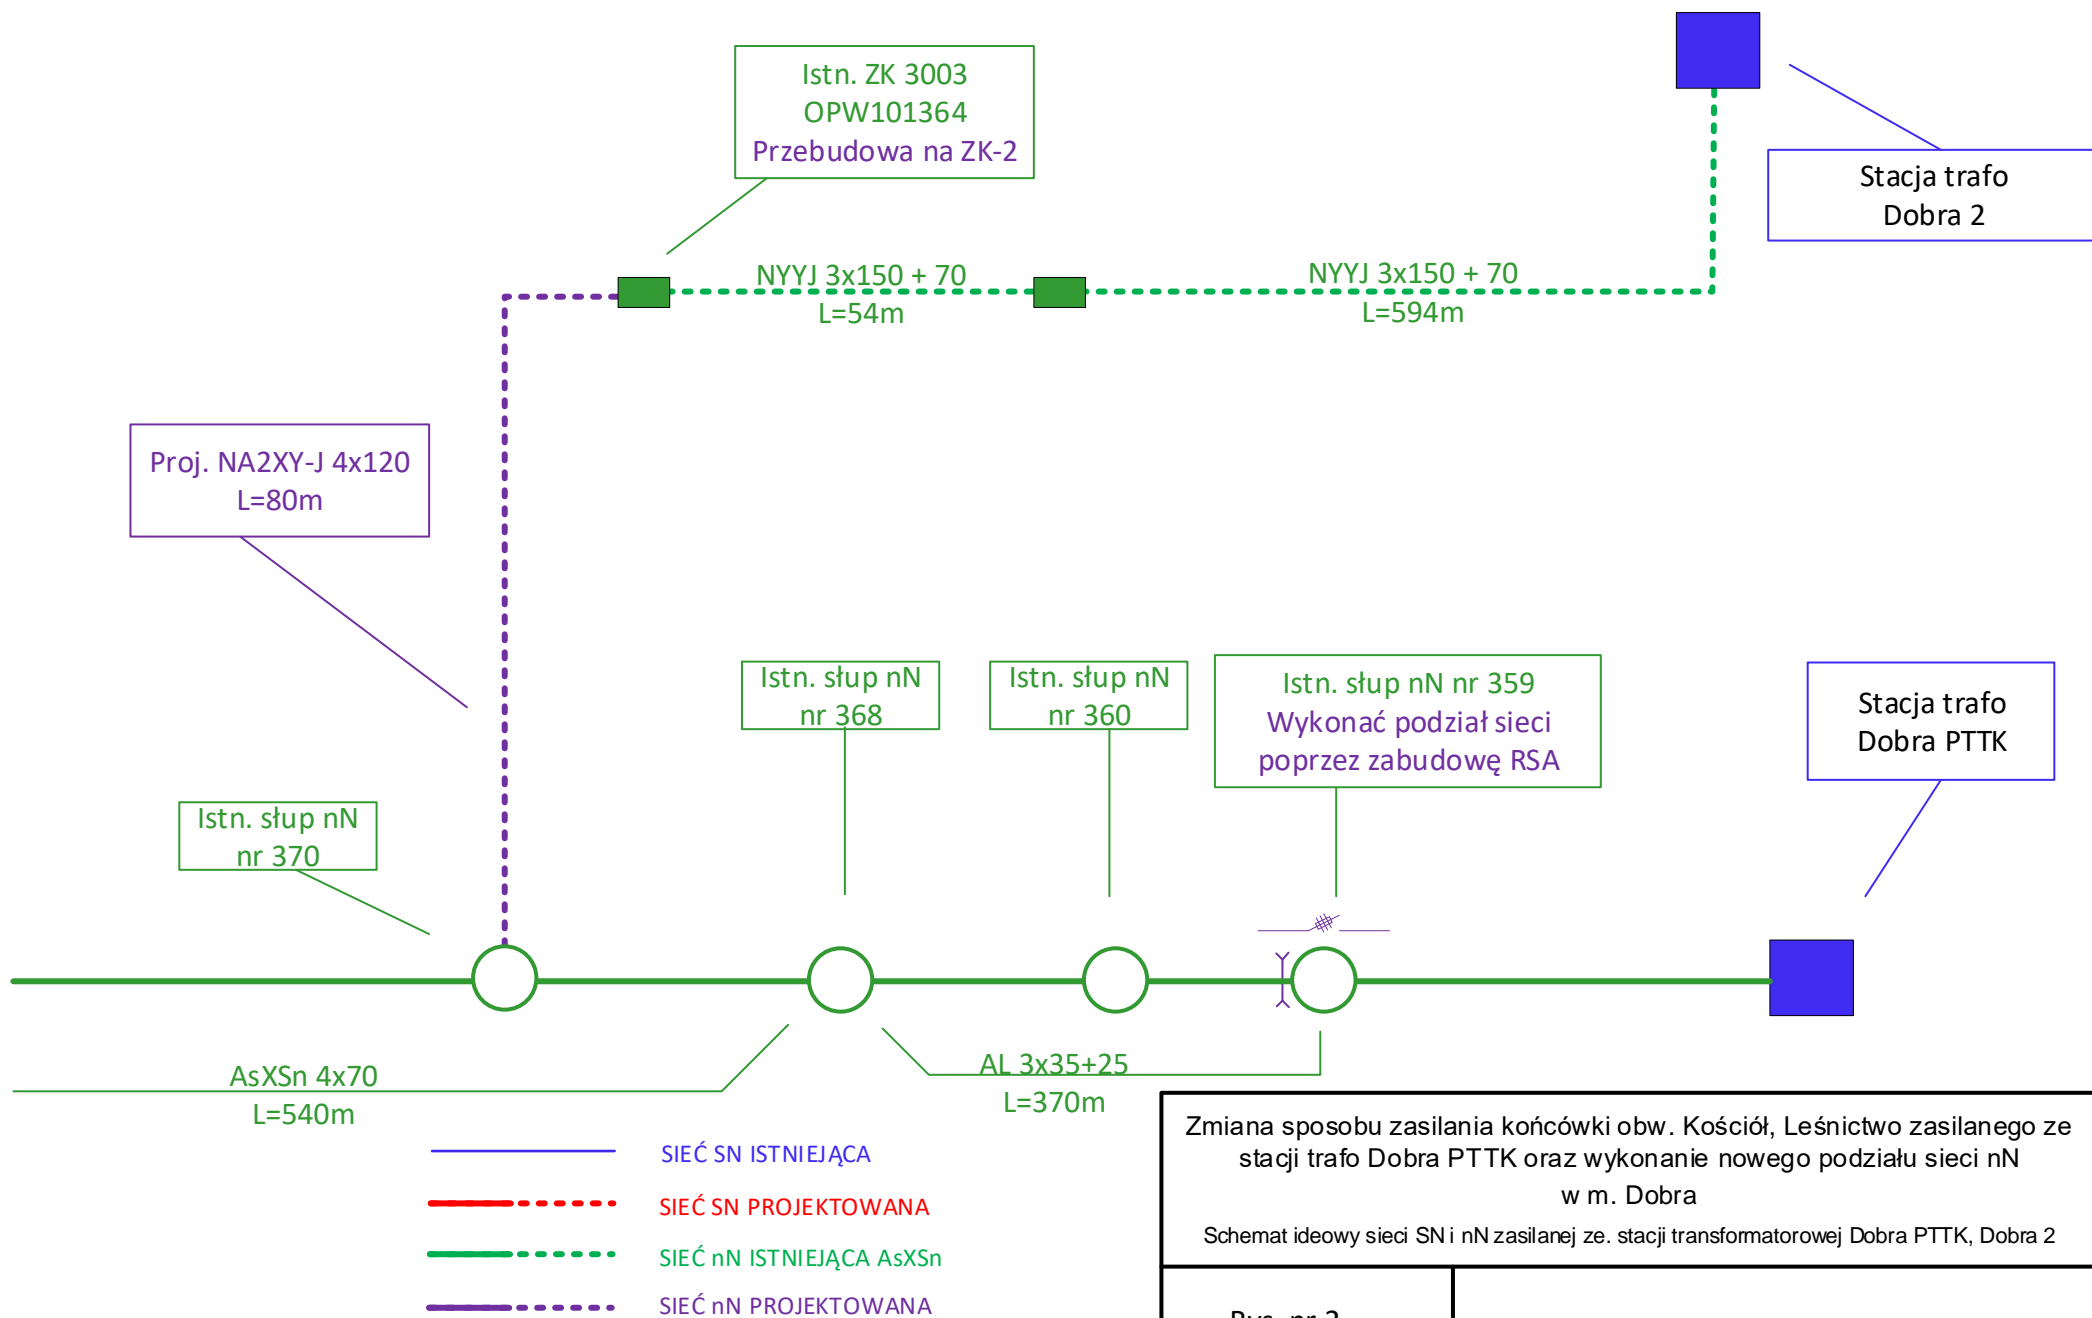 Istn. ZK 3003
OPW101364
Przebudowa na ZK-2
Stacja trafo
Dobra 2
NYYJ 3x150 + 70
L=54m
NYYJ 3x150 + 70
L=594m
Proj. NA2XY-J 4x120
L=80m
Istn. słup nN
nr 368
Istn. słup nN
nr 360
Istn. słup nN nr 359
Wykonać podział sieci
poprzez zabudowę RSA
Stacja trafo
Dobra PTTK
Istn. słup nN
nr 370
AsXSn 4x70
L=540m
AL 3x35+25
L=370m
SIEĆ SN ISTNIEJĄCA
SIEĆ SN PROJEKTOWANA
SIEĆ nN ISTNIEJĄCA AsXSn
SIEĆ nN PROJEKTOWANA
Zmiana sposobu zasilania końcówki obw. Kościół, Leśnictwo zasilanego ze
stacji trafo Dobra PTTK oraz wykonanie nowego podziału sieci nN
w m. Dobra
Schemat ideowy sieci SN i nN zasilanej ze. stacji transformatorowej Dobra PTTK, Dobra 2
Rys. nr